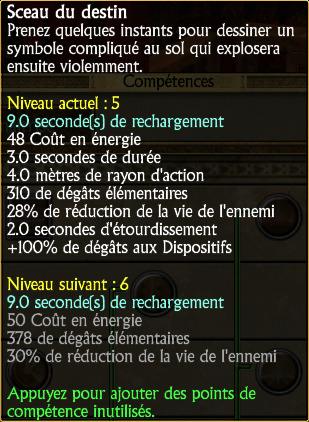 Sceau du destin
Prenez quelques instants pour dessiner un
symbole compliqué au sol qui explosera
ensuite violemment.
Compétences
Niveau actuel : 5
9.0 seconde(s) de rechargement
48 Coût en énergie
3.0 secondes de durée
4.0 mètres de rayon d'action
310 de dégâts élémentaires
28% de réduction de la vie de l'ennemi
2.0 secondes d'étourdissement
+100% de dégâts aux Dispositifs
Niveau suivant : 6
9.0 seconde(s) de rechargement
50 Coût en énergie
378 de dégâts élémentaires
30% de réduction de la vie de l'ennemi
Appuyez pour ajouter des points de
compétence inutilisés.